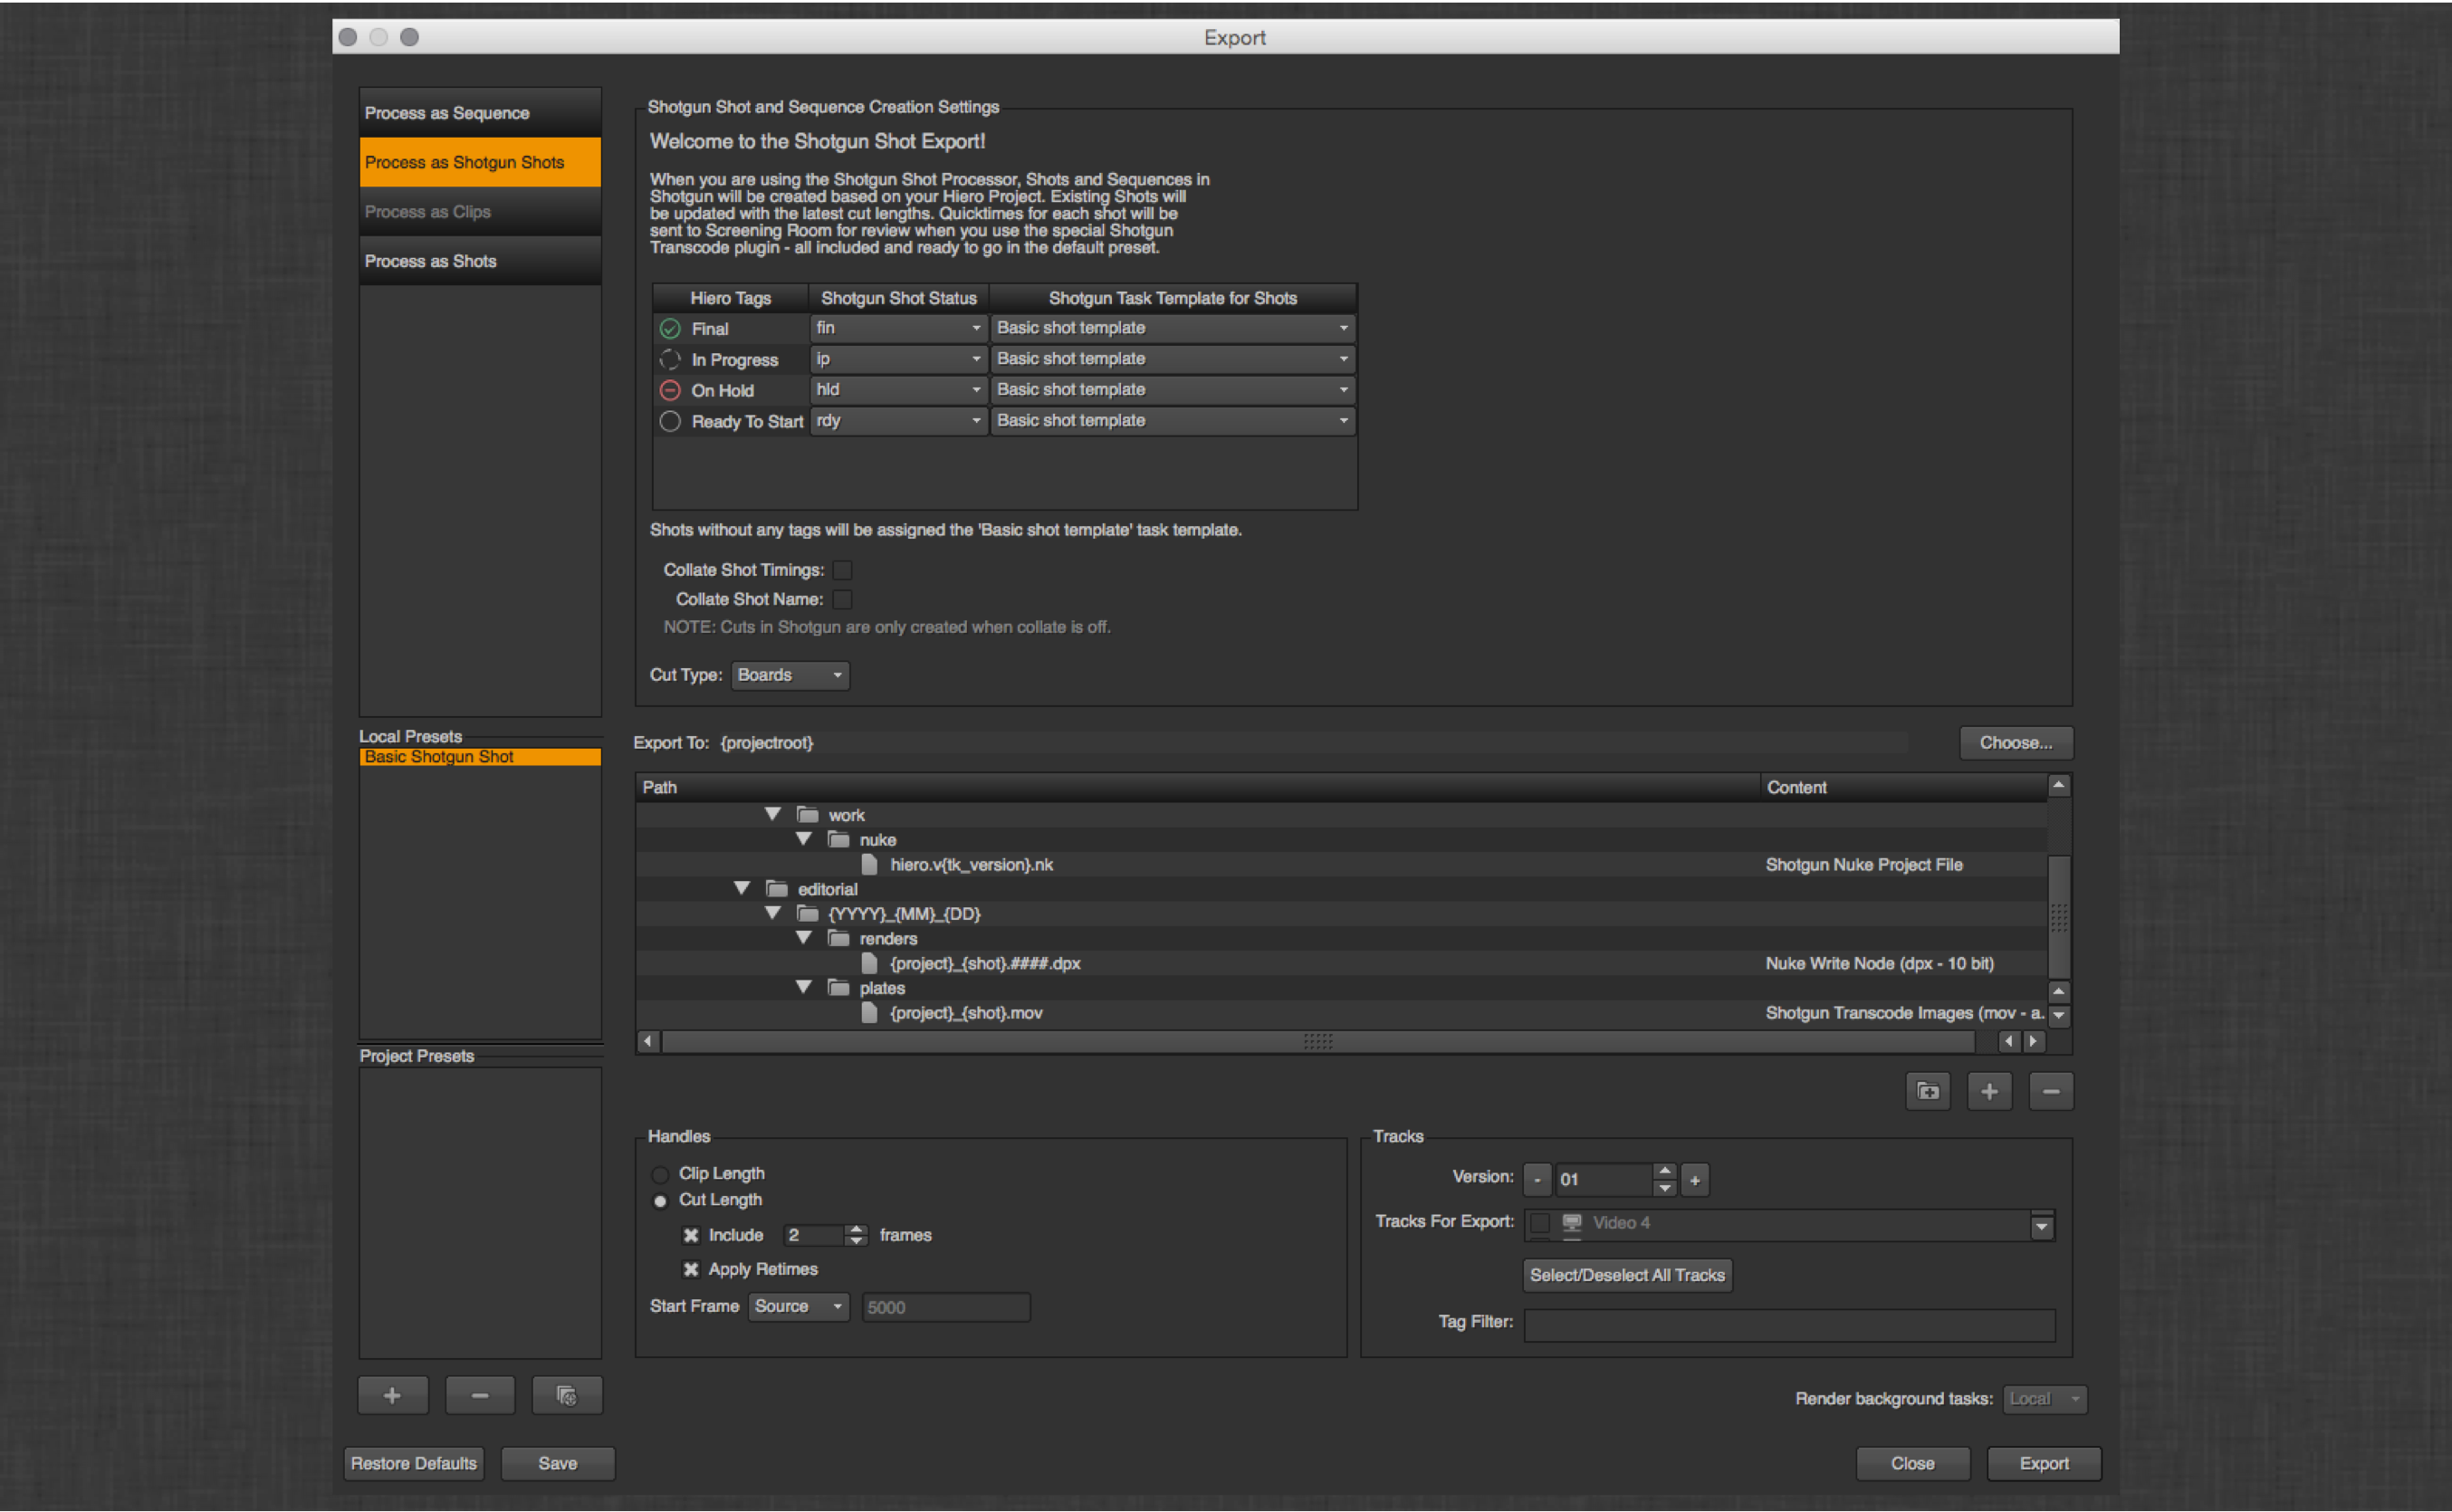 Export
Process as Sequence
Process as Shotgun Shots
Process as Clips
Process as Shots
Shotgun Shot and Sequence Creation Settings
Welcome to the Shotgun Shot Export!
When you are using the Shotgun Shot Processor, Shots and Sequences in
Shotgun will be created based on your Hiero Project. Existing Shots will
be updated with the latest cut lengths. Quicktimes for each shot will be
sent to Screening Room for review when you use the special Shotgun
Transcode plugin - all included and ready to go in the default preset.
Hiero Tags Shotgun Shot Status Shotgun Task Template for Shots
Final fin Basic shot template
In Progress ip Basic shot template
On Hold hld Basic shot template
Ready To Start rdy Basic shot template
Shots without any tags will be assigned the 'Basic shot template' task template.
Collate Shot Timings:
Collate Shot Name:
NOTE: Cuts in Shotgun are only created when collate is off.
Cut Type: Boards
Local Presets
Basic Shotgun Shot
Project Presets
Export To: {projectroot} Choose...
Path Content
work
nuke
hiero.v{tk_version}.nk Shotgun Nuke Project File
editorial
{YYYY}_{MM}_{DD}
renders
{project}_{shot}.####.dpx Nuke Write Node (dpx - 10 bit)
plates
{project}_{shot}.mov Shotgun Transcode Images (mov - a.
Handles
Clip Length
Cut Length
Include 2 frames
Apply Retimes
Start Frame Source 5000
Tracks
Version: - 01 +
Tracks For Export: Video 4
Select/Deselect All Tracks
Tag Filter:
Render background tasks: Local
Restore Defaults Save Close Export